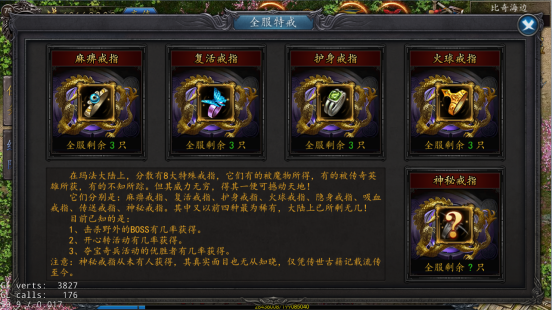 比奇海边
全服特戒
麻痹戒指
复活戒指
护身戒指
火球戒指
全服剩余 3 只
全服剩余 3 只
全服剩余 3 只
全服剩余 3 只
在玛法大陆上，分散有8大特殊戒指，它们有的被魔物所得，有的被传奇英
雄所获，有的不知所踪。但其威力无穷，得其一便可撼动天地！
它们分别是：麻痹戒指、复活戒指、护身戒指、火球戒指、隐身戒指、吸血
戒指、传送戒指、神秘戒指。其中又以前四种最为稀有，大陆上已所剩无几！
目前已知的是：
1、击杀野外的BOSS有几率获得。
2、开心转活动有几率获得。
3、夺宝奇兵活动的优胜者有几率获得。
注意：神秘戒指从未有人获得，其真实面目也无从知晓，仅凭传世古籍记载流传
至今。
神秘戒指
全服剩余 ? 只
verts: 3827
calls: 176
/ 0.017